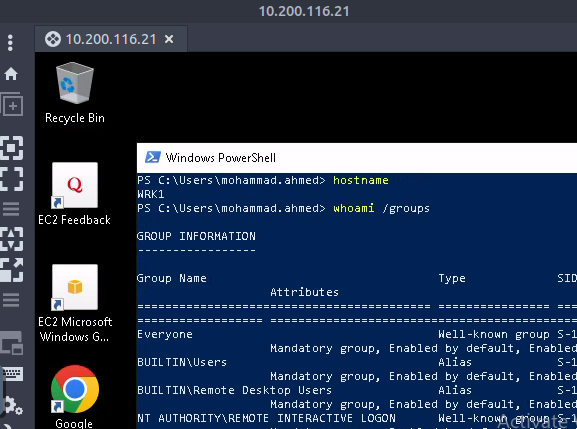 10.200.116.21
10.200.116.21 ×
Recycle Bin
EC2 Feedback
EC2 Microsoft
Windows G...
Google
Windows PowerShell
PS C:\Users\mohammad.ahmed> hostname
WRK1
PS C:\Users\mohammad.ahmed> whoami /groups
GROUP INFORMATION
-----------------
Group Name Type SID
Attributes
======================================== ================ ===
================== ===============================
Everyone Well-known group S-1
Mandatory group, Enabled by default, Enabled
BUILTIN\Users Alias S-1
Mandatory group, Enabled by default, Enabled
BUILTIN\Remote Desktop Users Alias S-1
Mandatory group, Enabled by default, Enabled
NT AUTHORITY\REMOTE INTERACTIVE LOGON Well-known group S-1
Activate